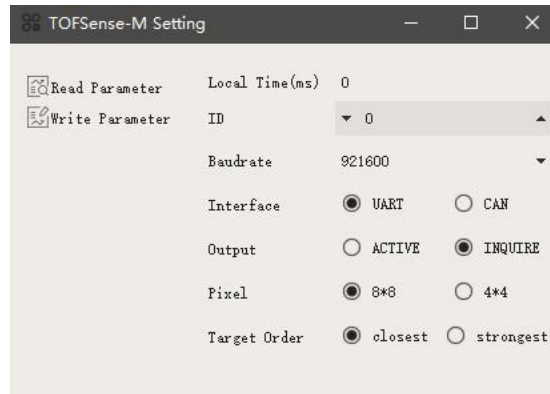 TOFSense-M Setting
Read Parameter
Write Parameter
Local Time(ms) 0
ID 0
Baudrate 921600
Interface UART CAN
Output ACTIVE INQUIRE
Pixel 8*8 4*4
Target Order closest strongest